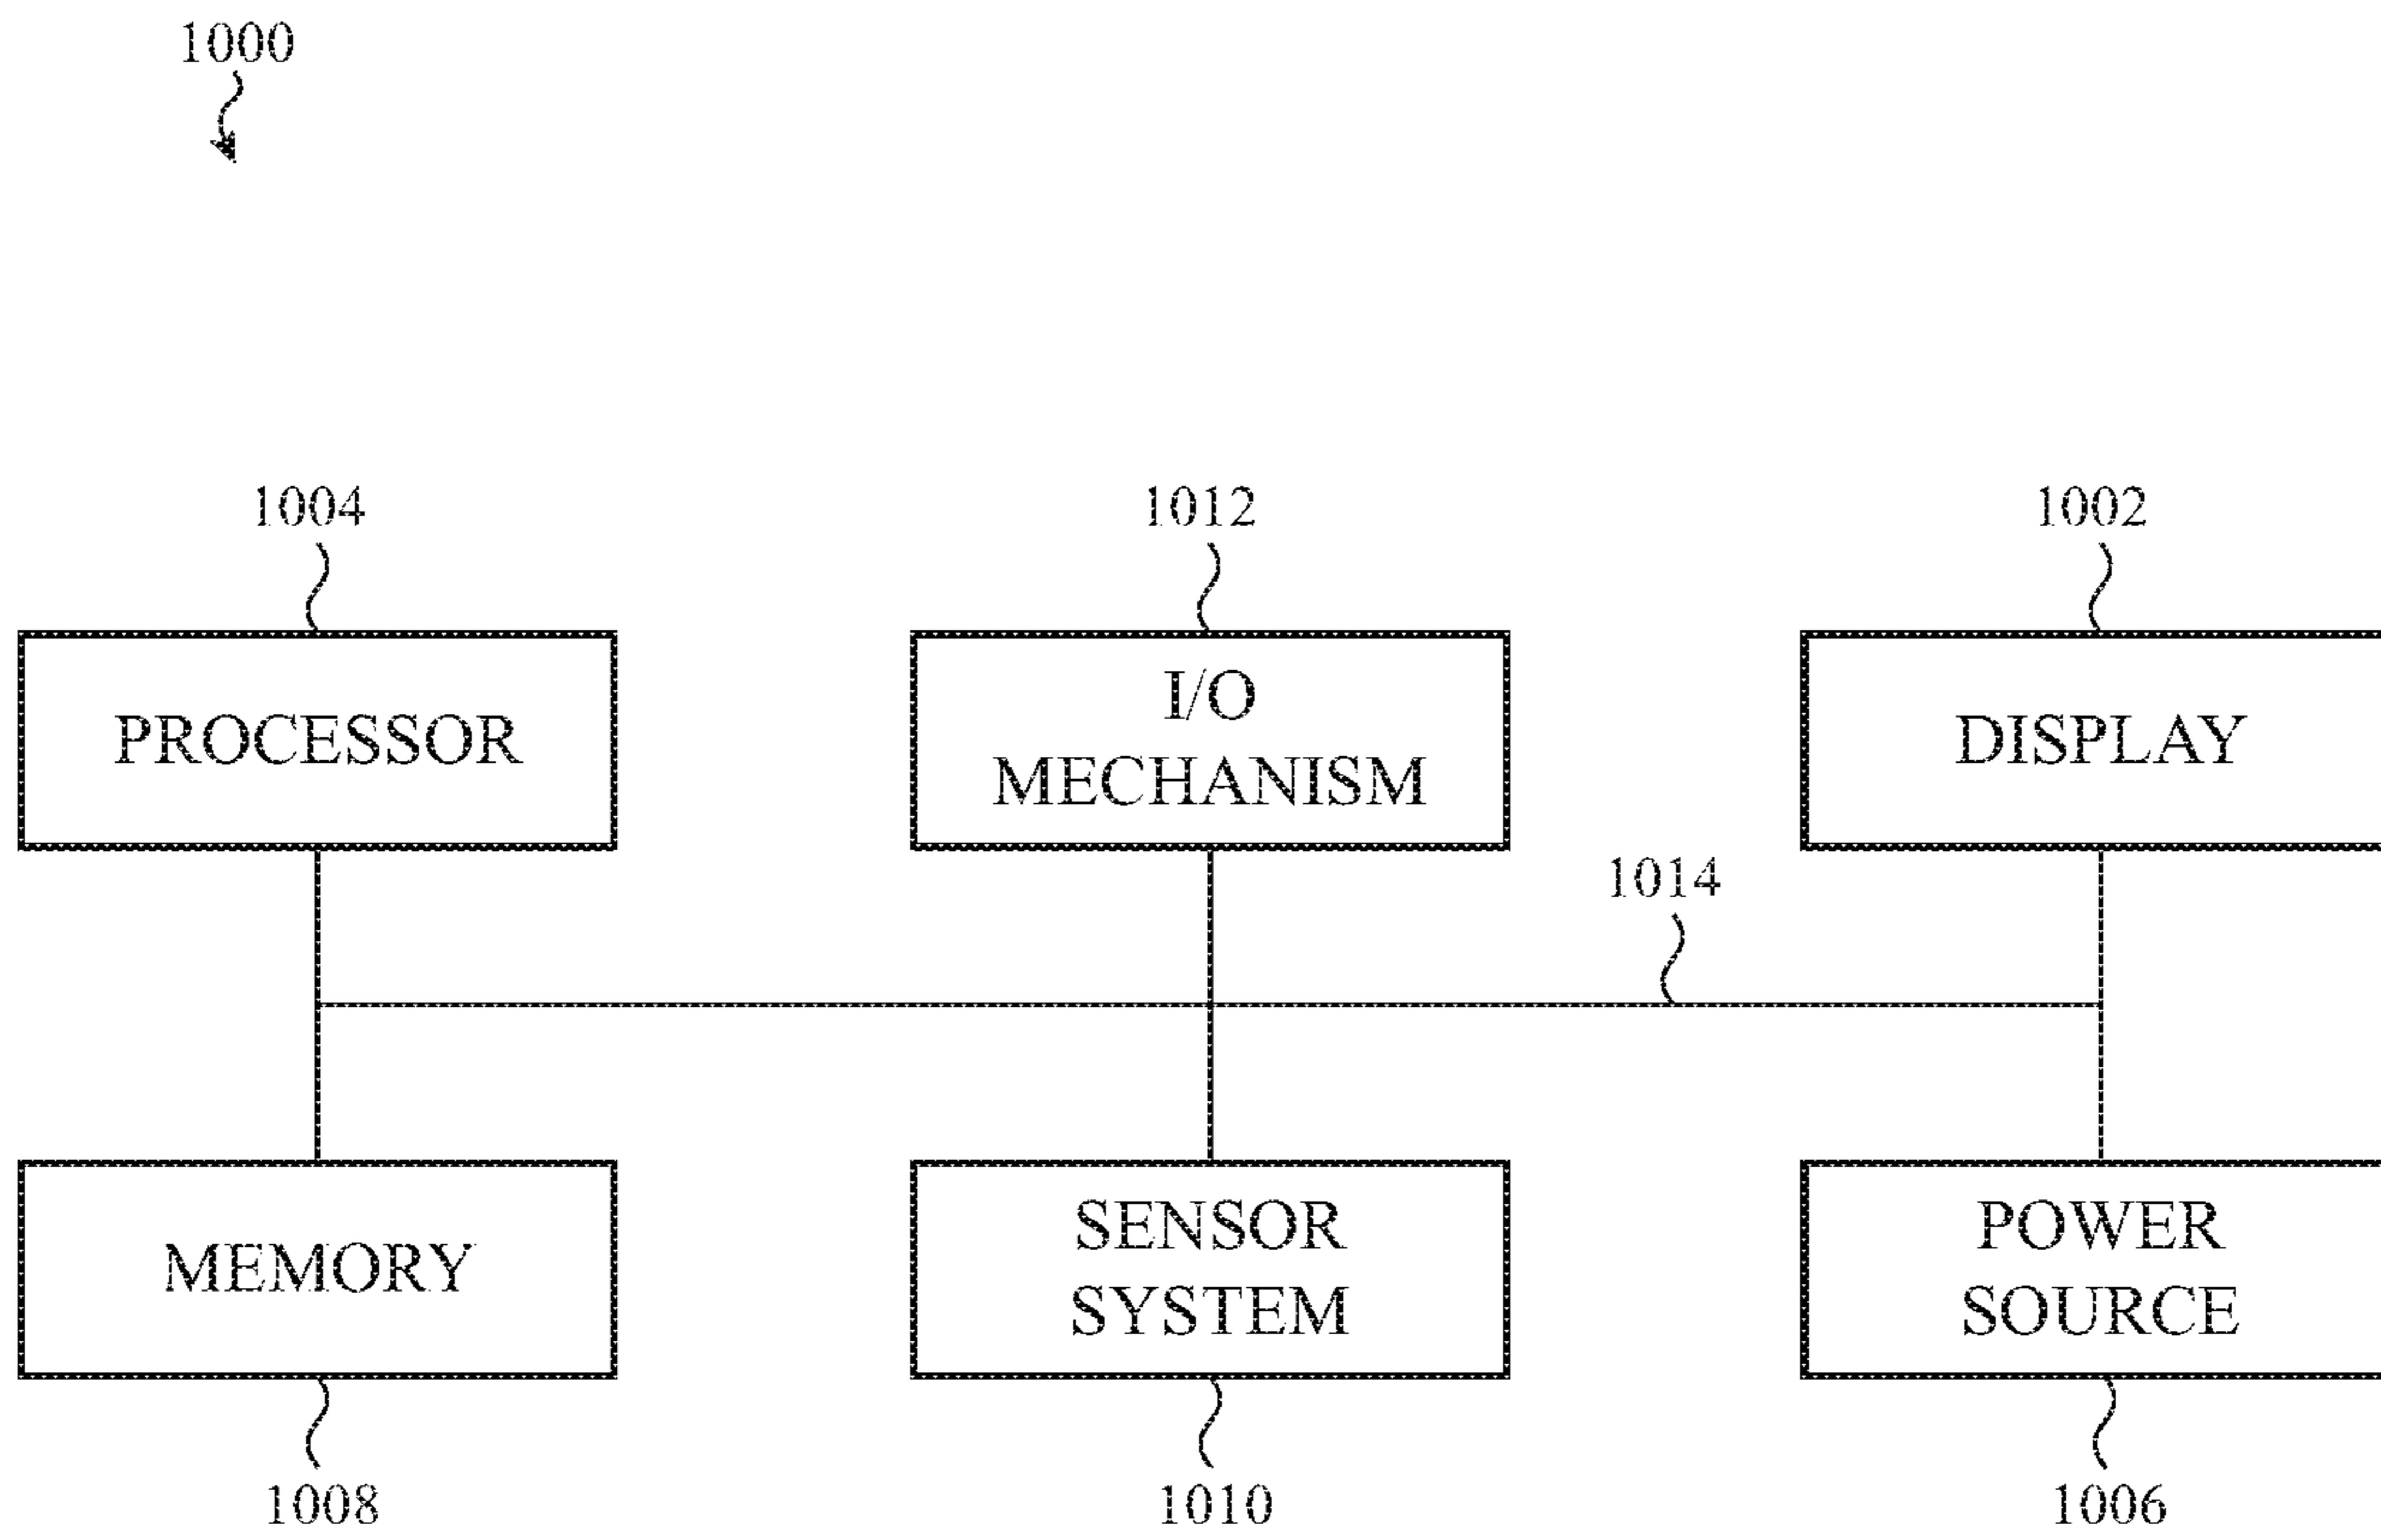 1000
1004
1012
1002
PROCESSOR
I/O
MECHANISM
DISPLAY
1014
MEMORY
SENSOR
SYSTEM
POWER
SOURCE
1008
1010
1006